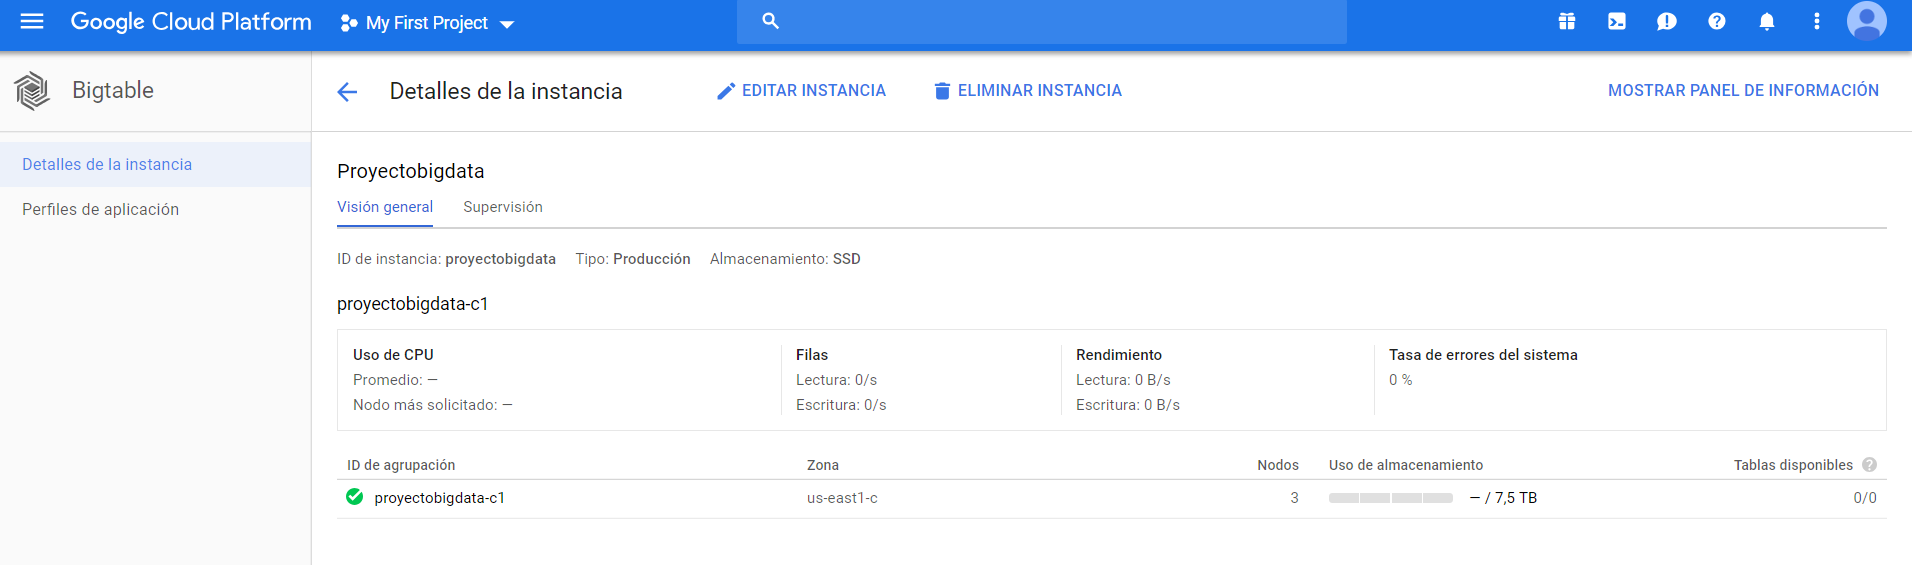 Google Cloud Platform My First Project
Bigtable
Detalles de la instancia EDITAR INSTANCIA ELIMINAR INSTANCIA MOSTRAR PANEL DE INFORMACIÓN
Detalles de la instancia
Perfiles de aplicación
Proyectobigdata
Visión general Supervisión
ID de instancia: proyectobigdata Tipo: Producción Almacenamiento: SSD
proyectobigdata-c1
Uso de CPU Filas Rendimiento Tasa de errores del sistema
Promedio: — Lectura: 0/s Lectura: 0 B/s 0 %
Nodo más solicitado: — Escritura: 0/s Escritura: 0 B/s
ID de agrupación Zona Nodos Uso de almacenamiento Tablas disponibles
proyectobigdata-c1 us-east1-c 3 — / 7,5 TB 0/0